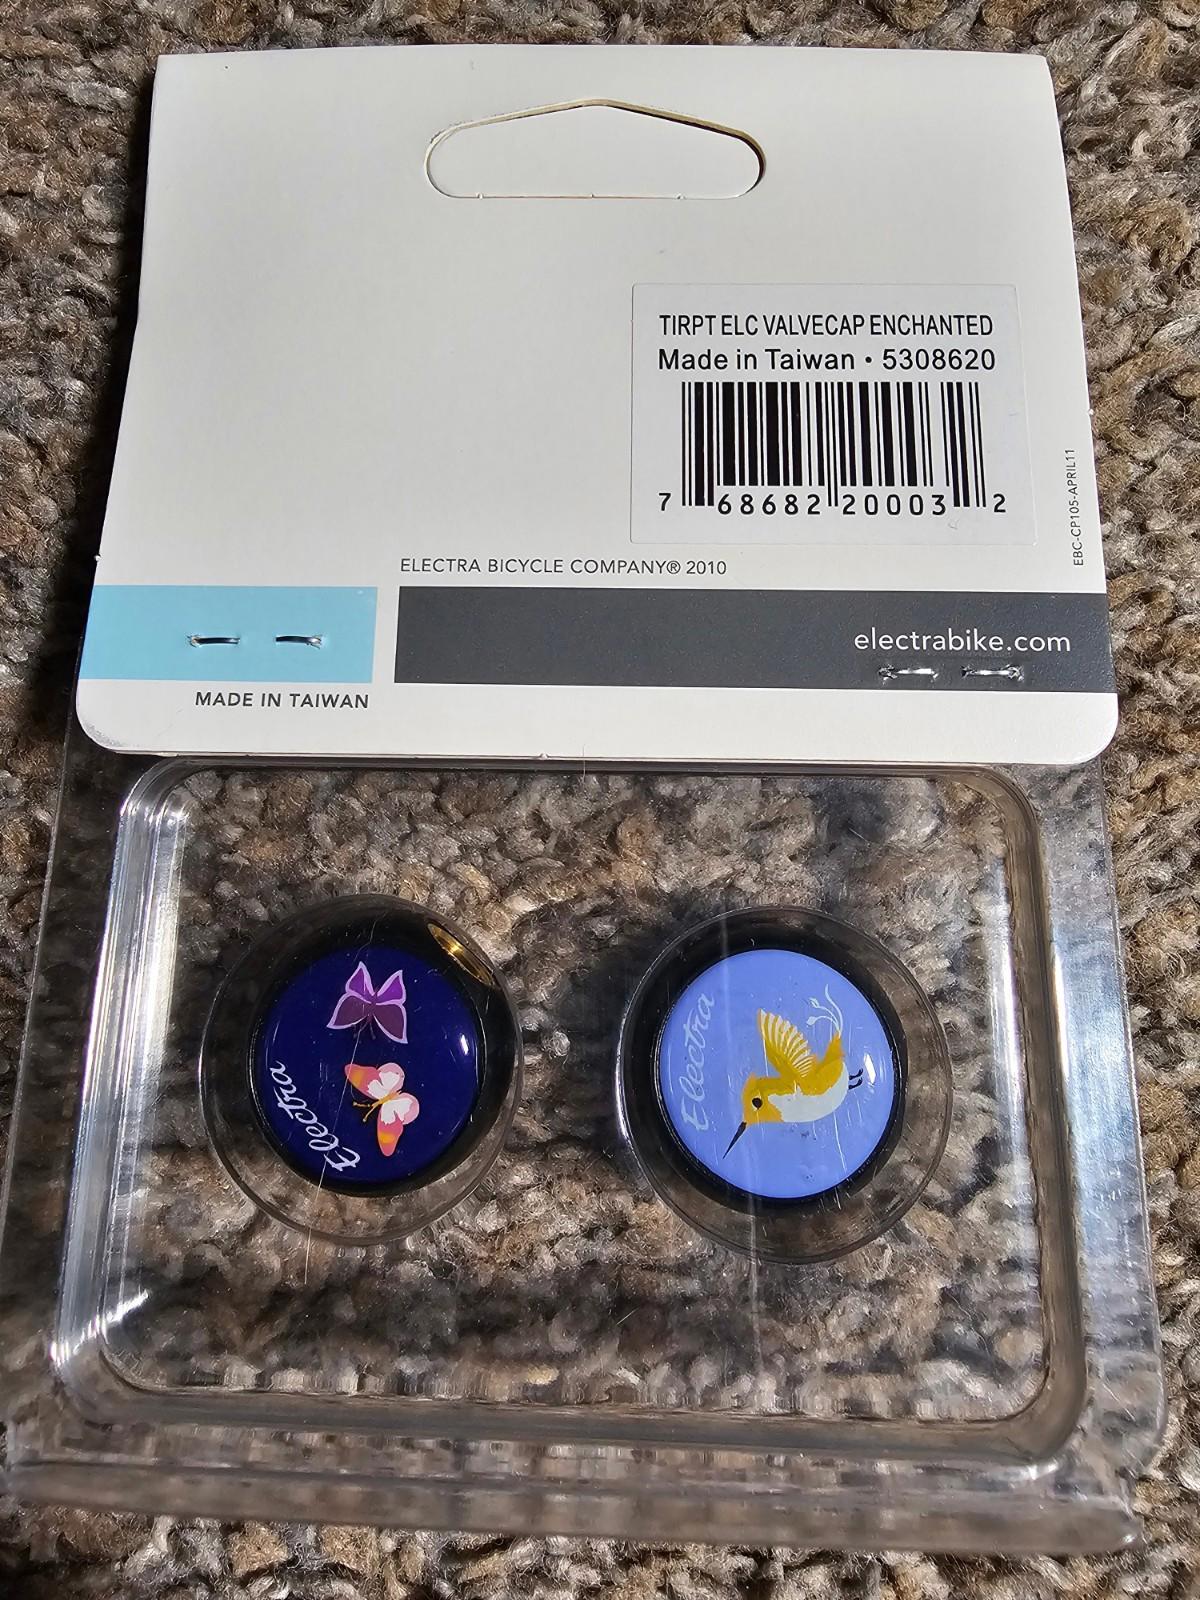 TIRPT ELC VALVECAP ENCHANTED
Made in Taiwan • 5308620
7 68682 20003 2
EBC-CP105-APRIL11
ELECTRA BICYCLE COMPANY® 2010
electrabike.com
MADE IN TAIWAN
Electra
Electra